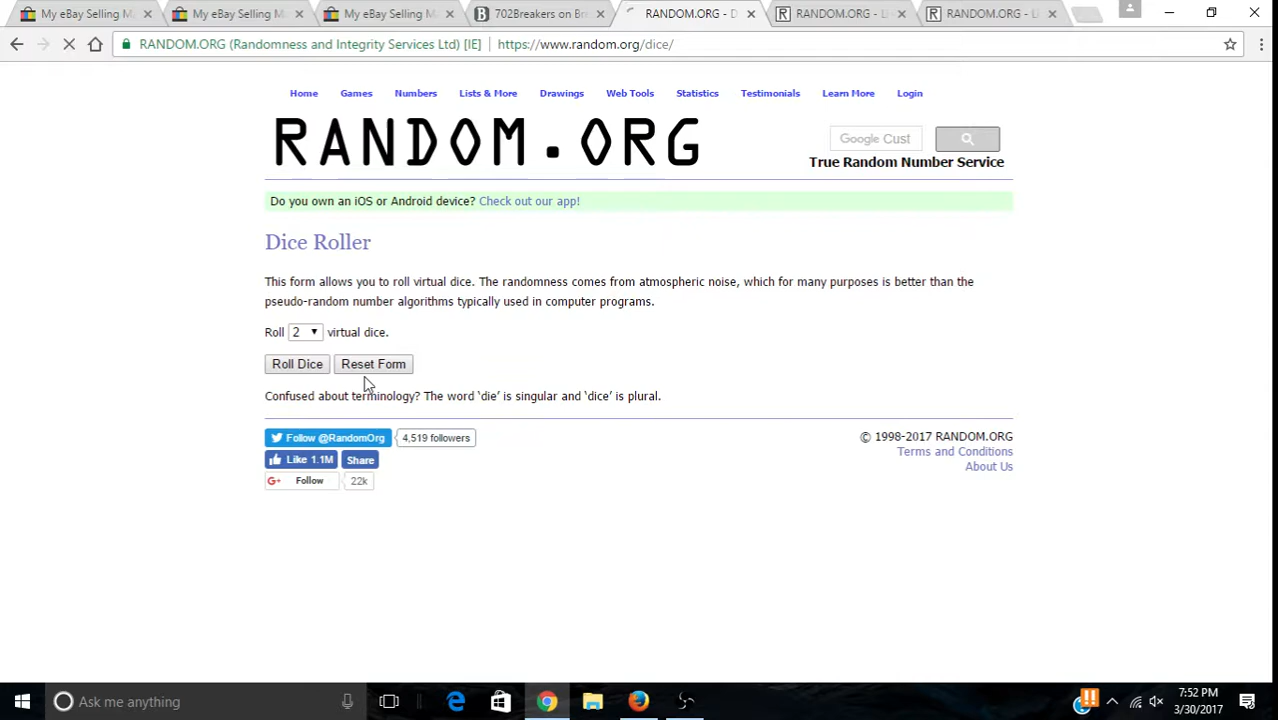 My eBay Selling Ma
My eBay Selling Ma
My eBay Selling Ma
702Breakers on Br
RANDOM.ORG -
RANDOM.ORG - Li
RANDOM.ORG - Li
RANDOM.ORG (Randomness and Integrity Services Ltd) [IE]
https://www.random.org/dice/
Home Games Numbers Lists & More Drawings Web Tools Statistics Testimonials Learn More Login
RANDOM.ORG
Google Cust
True Random Number Service
Do you own an iOS or Android device? Check out our app!
Dice Roller
This form allows you to roll virtual dice. The randomness comes from atmospheric noise, which for many purposes is better than the
pseudo-random number algorithms typically used in computer programs.
Roll 2 virtual dice.
Roll Dice Reset Form
Confused about terminology? The word ‘die’ is singular and ‘dice’ is plural.
Follow @RandomOrg 4,519 followers
Like 1.1M Share
G+ Follow 22k
© 1998-2017 RANDOM.ORG
Terms and Conditions
About Us
Ask me anything
7:52 PM
3/30/2017